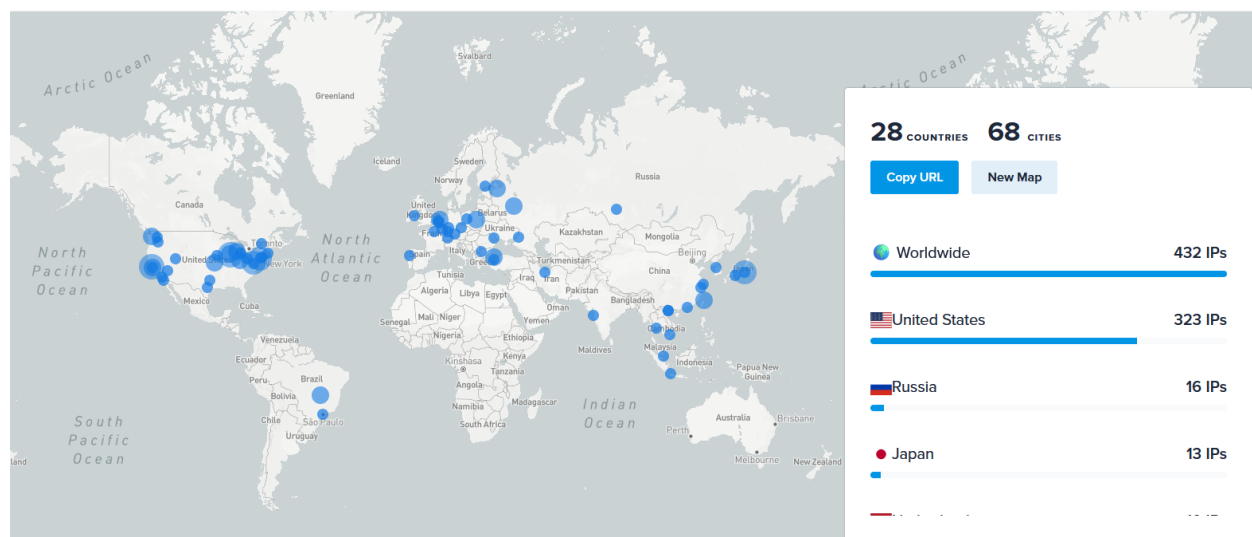 Arctic Ocean
Svalbard
Arctic Ocean
Greenland
28 COUNTRIES 68 CITIES
Iceland
Sweden
Norway
Russia
Copy URL
New Map
Canada
United
Kingdom
Belarus
Ukraine
Kazakhstan
Mongolia
North
Pacific
Ocean
North
Atlantic
Ocean
Toronto
New York
United
Spain
Italy
Turkmenistan
Beijing
China
Worldwide 432 IPs
Tunisia
Iraq
Iran
Pakistan
Mexico
Cuba
Algeria
Libya
Egypt
Oman
Bangladesh
United States 323 IPs
Senegal
Mali
Niger
Yemen
Cambodia
Venezuela
Nigeria
Ethiopia
Maldives
Malaysia
Ecuador
Kinshasa
Kenya
Tanzania
Indonesia
Papua New
Guinea
Peru
Brazil
Bolivia
Angola
Russia 16 IPs
Namibia
Madagascar
Indian
Ocean
South
Pacific
Ocean
Chile
São Paulo
Uruguay
South Africa
Australia
Perth
Brisbane
Japan 13 IPs
Melbourne
New Zealand
land